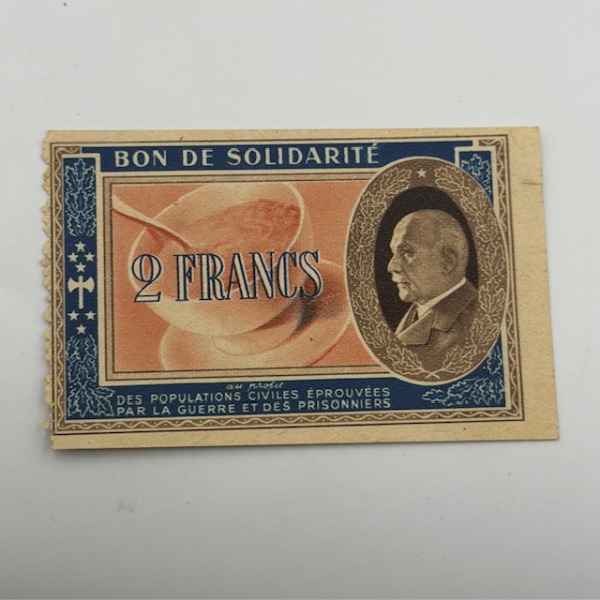 BON DE SOLIDARITÉ
2 FRANCS
au profit
DES POPULATIONS CIVILES ÉPROUVÉES
PAR LA GUERRE ET DES PRISONNIERS